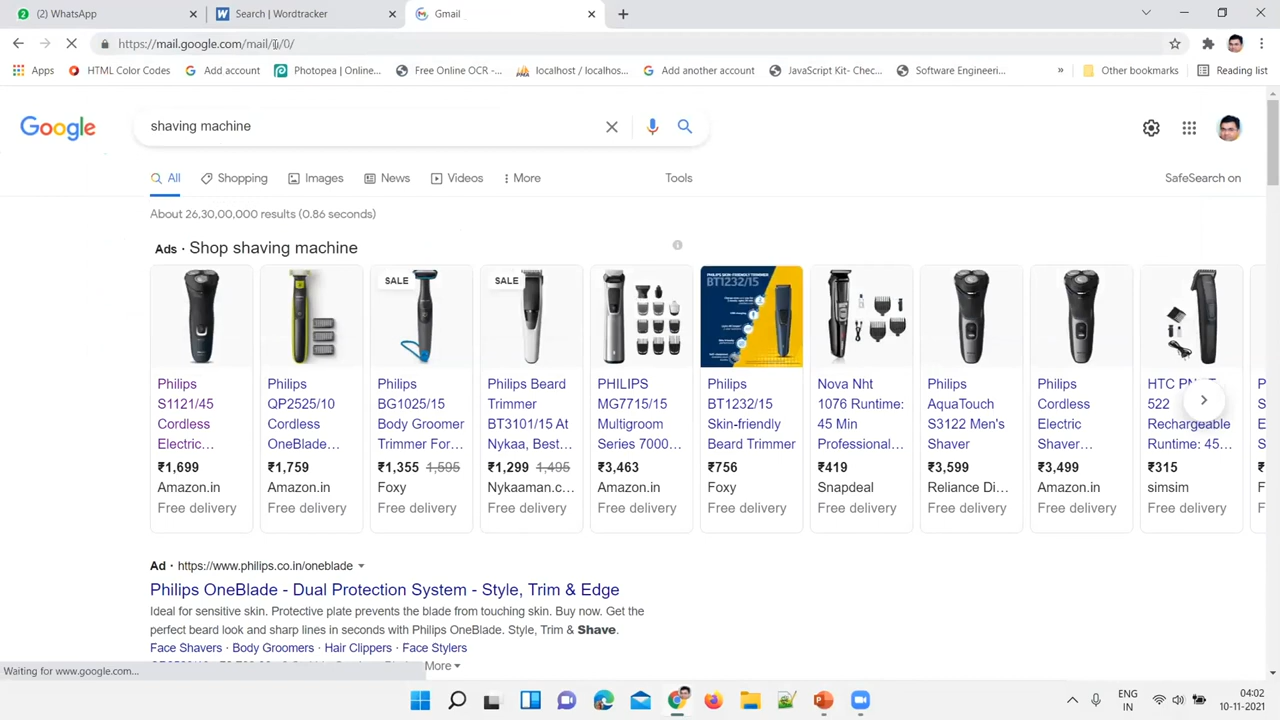 2 (2) WhatsApp
W Search | Wordtracker
Gmail
https://mail.google.com/mail/u/0/
Apps
HTML Color Codes
Add account
Photopea | Online...
Free Online OCR -...
localhost / localhos...
Add another account
JavaScript Kit- Chec...
Software Engineeri...
»
Other bookmarks
Reading list
Google
shaving machine
All
Shopping
Images
News
Videos
More
Tools
SafeSearch on
About 26,30,00,000 results (0.86 seconds)
Ads · Shop shaving machine
Philips
S1121/45
Cordless
Electric...
₹1,699
Amazon.in
Free delivery
Philips
QP2525/10
Cordless
OneBlade...
₹1,759
Amazon.in
Free delivery
SALE
Philips
BG1025/15
Body Groomer
Trimmer For...
₹1,355 1,595
Foxy
Free delivery
SALE
Philips Beard
Trimmer
BT3101/15 At
Nykaa, Best...
₹1,299 1,495
Nykaaman.c...
Free delivery
PHILIPS
MG7715/15
Multigroom
Series 7000...
₹3,463
Amazon.in
Free delivery
PHILIPS SKIN-FRIENDLY TRIMMER
BT1232/15
Philips
BT1232/15
Skin-friendly
Beard Trimmer
₹756
Foxy
Free delivery
Nova Nht
1076 Runtime:
45 Min
Professional...
₹419
Snapdeal
Free delivery
Philips
AquaTouch
S3122 Men's
Shaver
₹3,599
Reliance Di...
Free delivery
Philips
Cordless
Electric
Shaver...
₹3,499
Amazon.in
Free delivery
HTC
522
Rechargeable
Runtime: 45...
₹315
simsim
Free delivery
Ad · https://www.philips.co.in/oneblade
Philips OneBlade - Dual Protection System - Style, Trim & Edge
Ideal for sensitive skin. Protective plate prevents the blade from touching skin. Buy now. Get the
perfect beard look and sharp lines in seconds with Philips OneBlade. Style, Trim & Shave.
Face Shavers · Body Groomers · Hair Clippers · Face Stylers
More
Waiting for www.google.com...
ENG
IN
04:02
10-11-2021